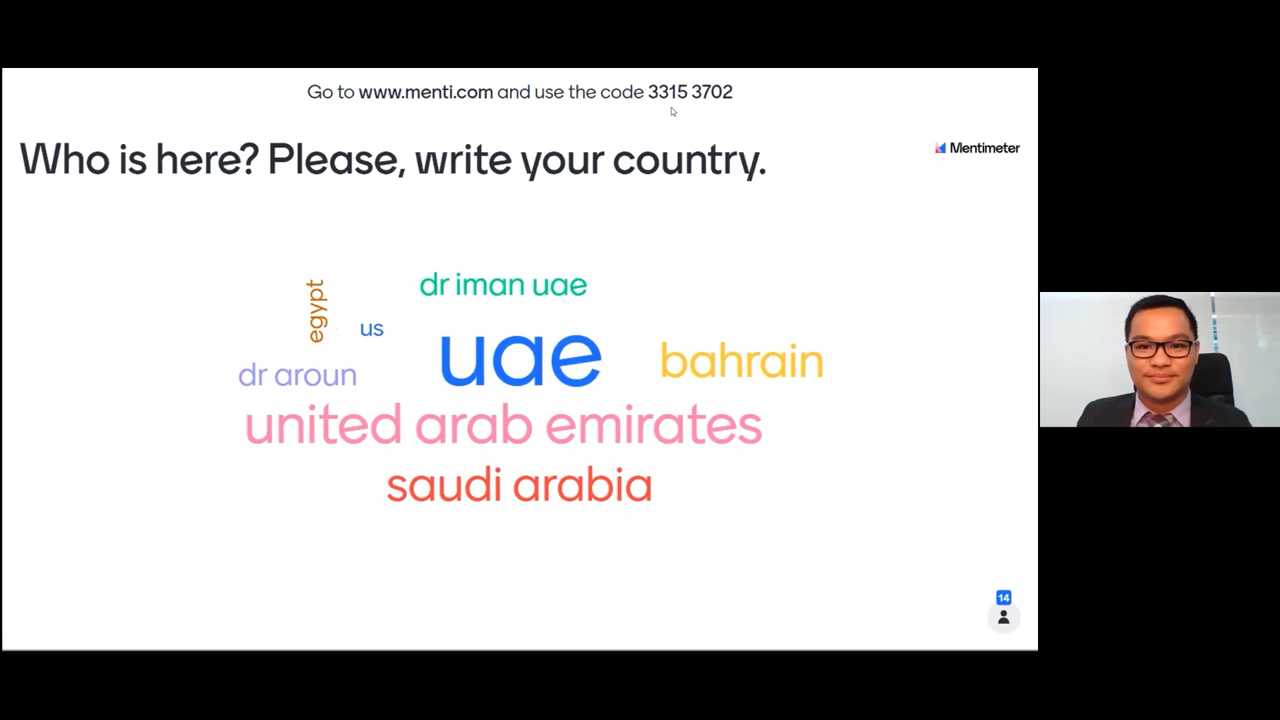 Go to www.menti.com and use the code 3315 3702
Who is here? Please, write your country.
Mentimeter
egypt
dr iman uae
us
uae
bahrain
dr aroun
united arab emirates
saudi arabia
14